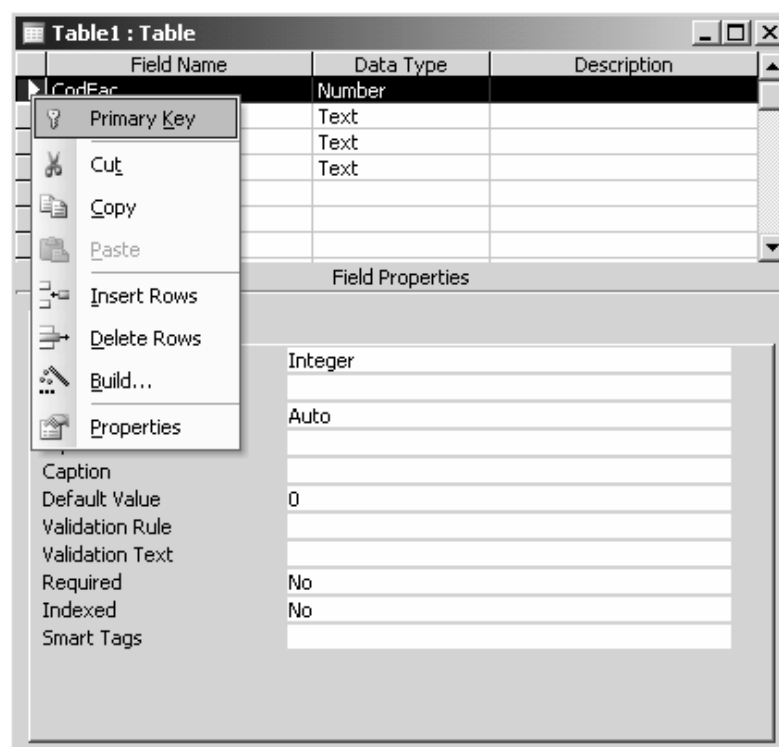 Table1 : Table
Field Name Data Type Description
CodFac Number
Primary Key Text
Text
Cut Text
Copy
Paste
Field Properties
Insert Rows
Delete Rows
Integer
Build...
Auto
Properties
Caption
Default Value 0
Validation Rule
Validation Text
Required No
Indexed No
Smart Tags